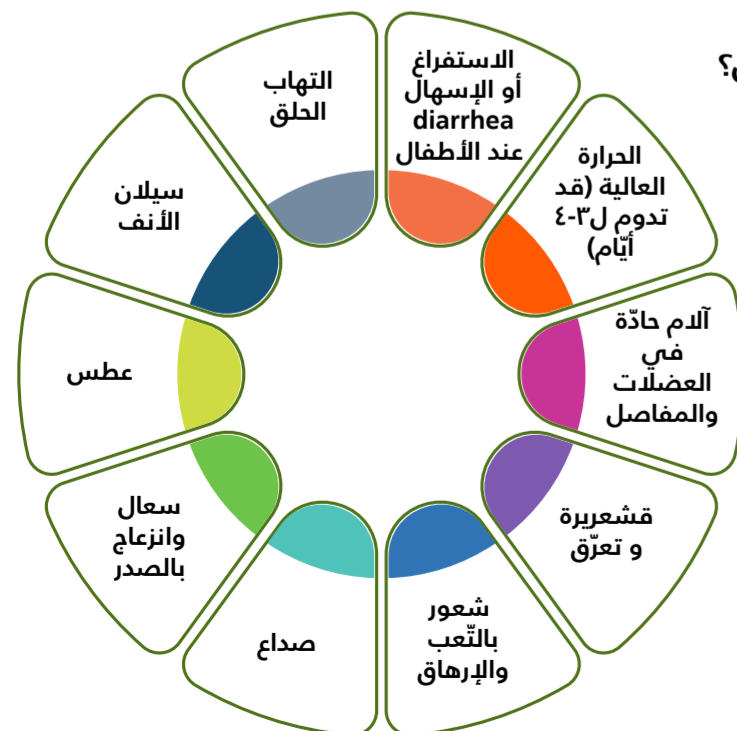 الاستفراغ
أو الإسهال
diarrhea
عند الأطفال
الحرارة
العالية (قد
تدوم ل٣-٤
أيّام)
آلام حادّة
في
العضلات
والمفاصل
قشعريرة
و تعرّق
شعور
بالتّعب
والإرهاق
صداع
سعال
وانزعاج
بالصدر
عطس
سيلان
الأنف
التهاب
الحلق